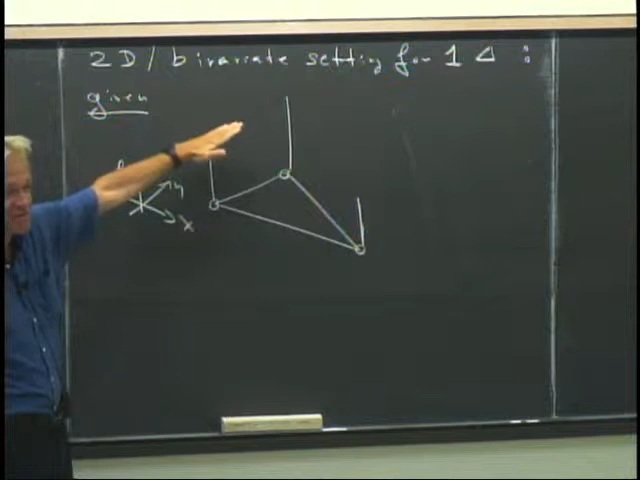 2D / bivariate setting for 1 Δ :
given
y
x